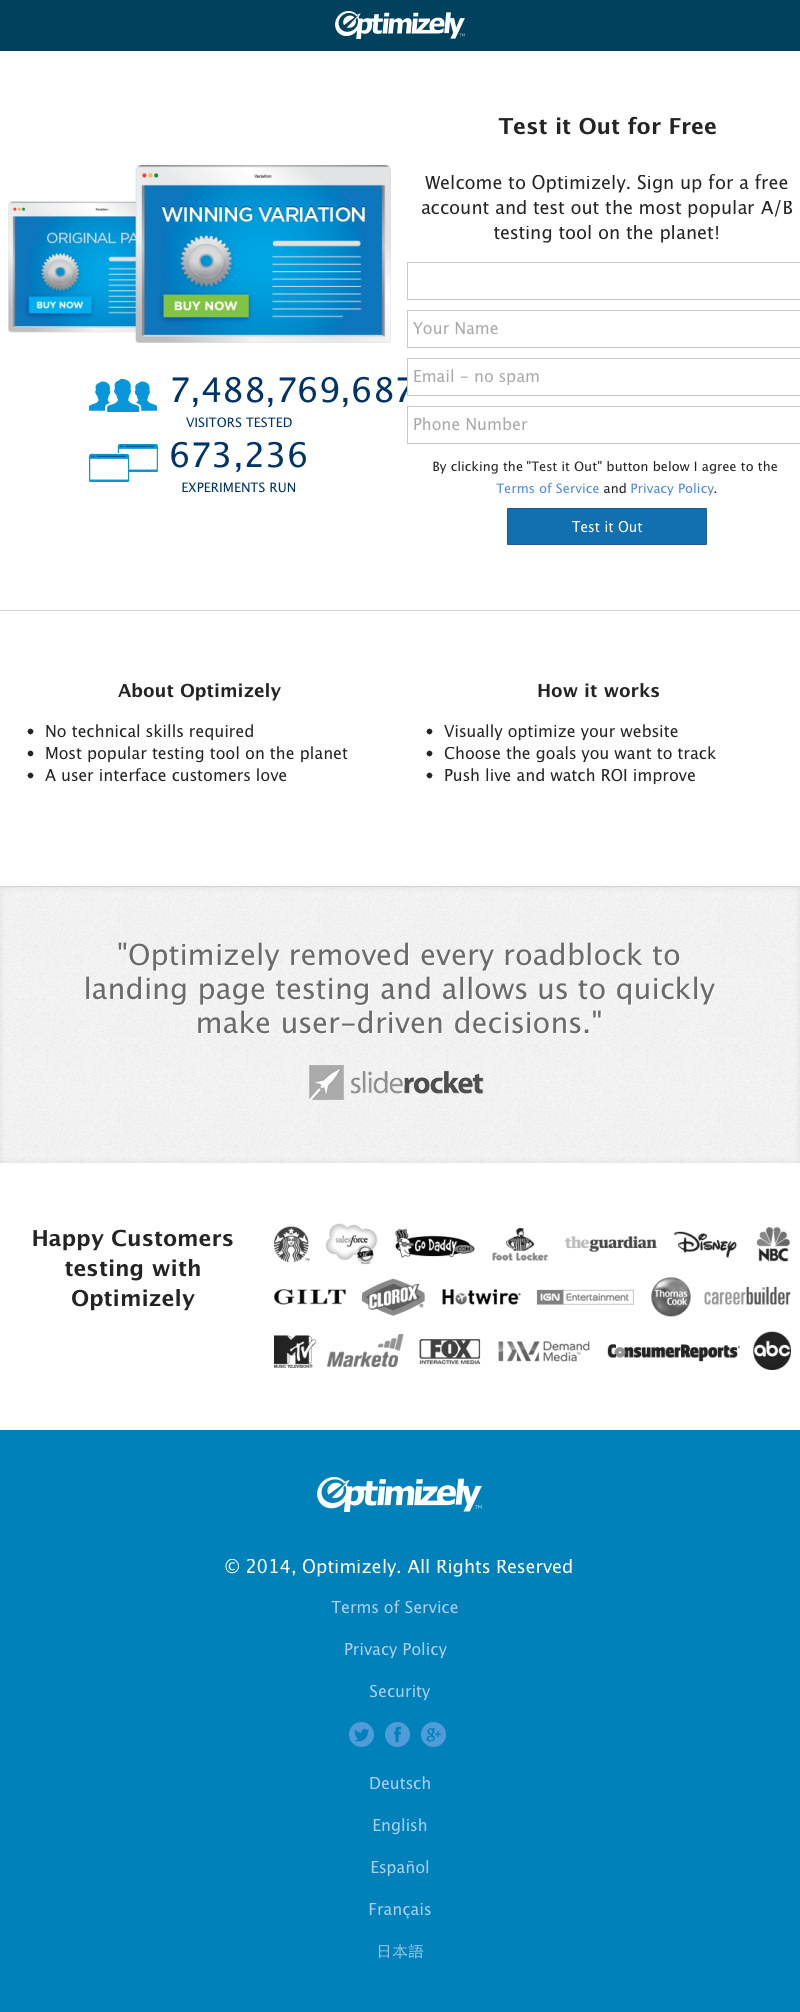 Optimizely
Test it Out for Free
Welcome to Optimizely. Sign up for a free
account and test out the most popular A/B
testing tool on the planet!
Variation
WINNING VARIATION
BUY NOW
ORIGINAL PA
BUY NOW
Your Name
Email - no spam
Phone Number
7,488,769,687
VISITORS TESTED
673,236
EXPERIMENTS RUN
By clicking the "Test it Out" button below I agree to the
Terms of Service and Privacy Policy.
Test it Out
About Optimizely
• No technical skills required
• Most popular testing tool on the planet
• A user interface customers love
How it works
• Visually optimize your website
• Choose the goals you want to track
• Push live and watch ROI improve
"Optimizely removed every roadblock to
landing page testing and allows us to quickly
make user-driven decisions."
sliderocket
Happy Customers
testing with
Optimizely
salesforce
Go Daddy.com
Foot Locker
theguardian
Disney
NBC
GILT
CLOROX
Hotwire
IGN Entertainment
Thomas
Cook
careerbuilder
MTV
MUSIC TELEVISION
Marketo
FOX
INTERACTIVE MEDIA
Demand
Media™
ConsumerReports
abc
Optimizely™
© 2014, Optimizely. All Rights Reserved
Terms of Service
Privacy Policy
Security
Deutsch
English
Español
Français
日本語